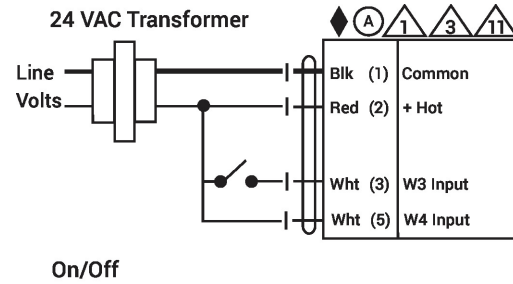 24 VAC Transformer
A 1 3 11
Line
Volts
Blk (1) Common
Red (2) + Hot
Wht (3) W3 Input
Wht (5) W4 Input
On/Off